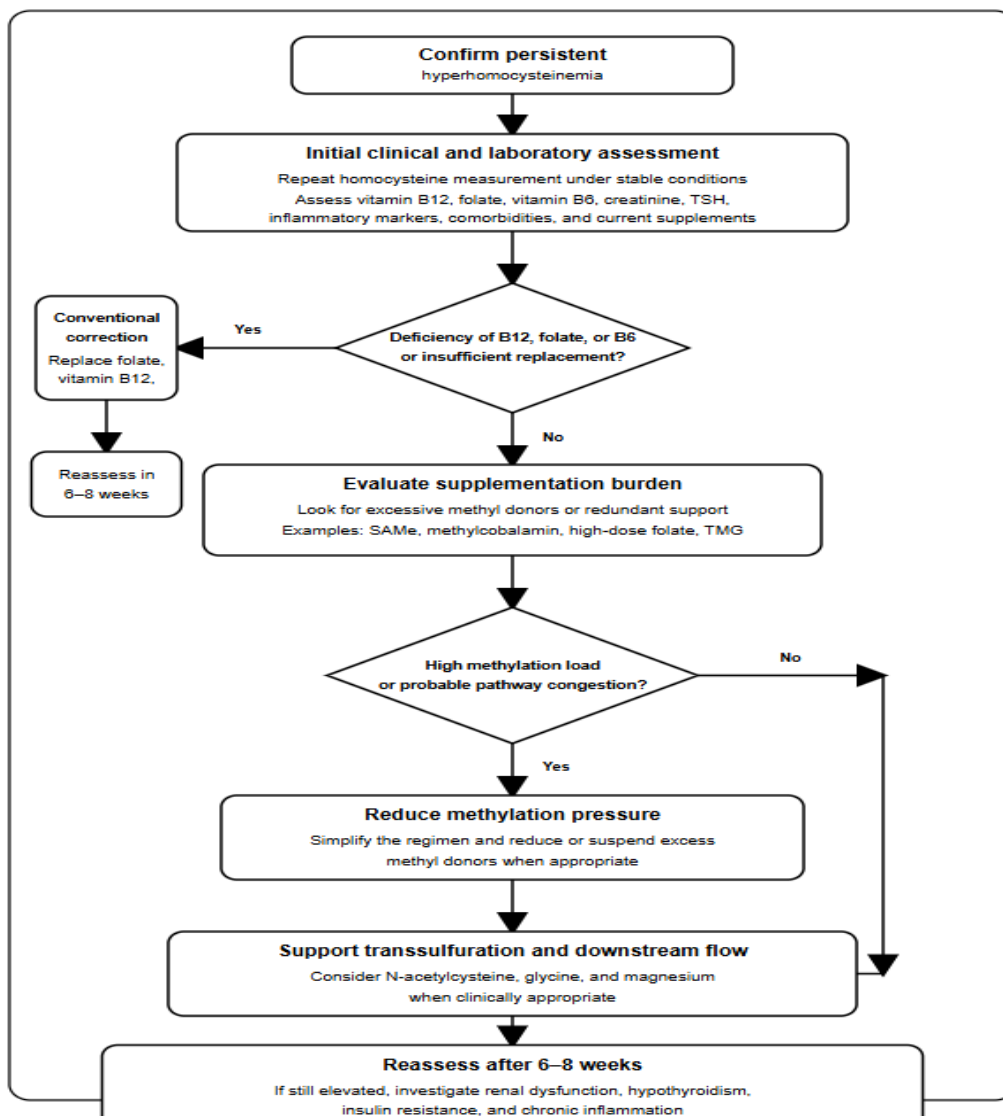 Confirm persistent
hyperhomocysteinemia
Initial clinical and laboratory assessment
Repeat homocysteine measurement under stable conditions
Assess vitamin B12, folate, vitamin B6, creatinine, TSH,
inflammatory markers, comorbidities, and current supplements
Deficiency of B12, folate, or B6
or insufficient replacement?
Yes
Conventional
correction
Replace folate,
vitamin B12,
Reassess in
6–8 weeks
No
Evaluate supplementation burden
Look for excessive methyl donors or redundant support
Examples: SAMe, methylcobalamin, high-dose folate, TMG
High methylation load
or probable pathway congestion?
No
Yes
Reduce methylation pressure
Simplify the regimen and reduce or suspend excess
methyl donors when appropriate
Support transsulfuration and downstream flow
Consider N-acetylcysteine, glycine, and magnesium
when clinically appropriate
Reassess after 6–8 weeks
If still elevated, investigate renal dysfunction, hypothyroidism,
insulin resistance, and chronic inflammation